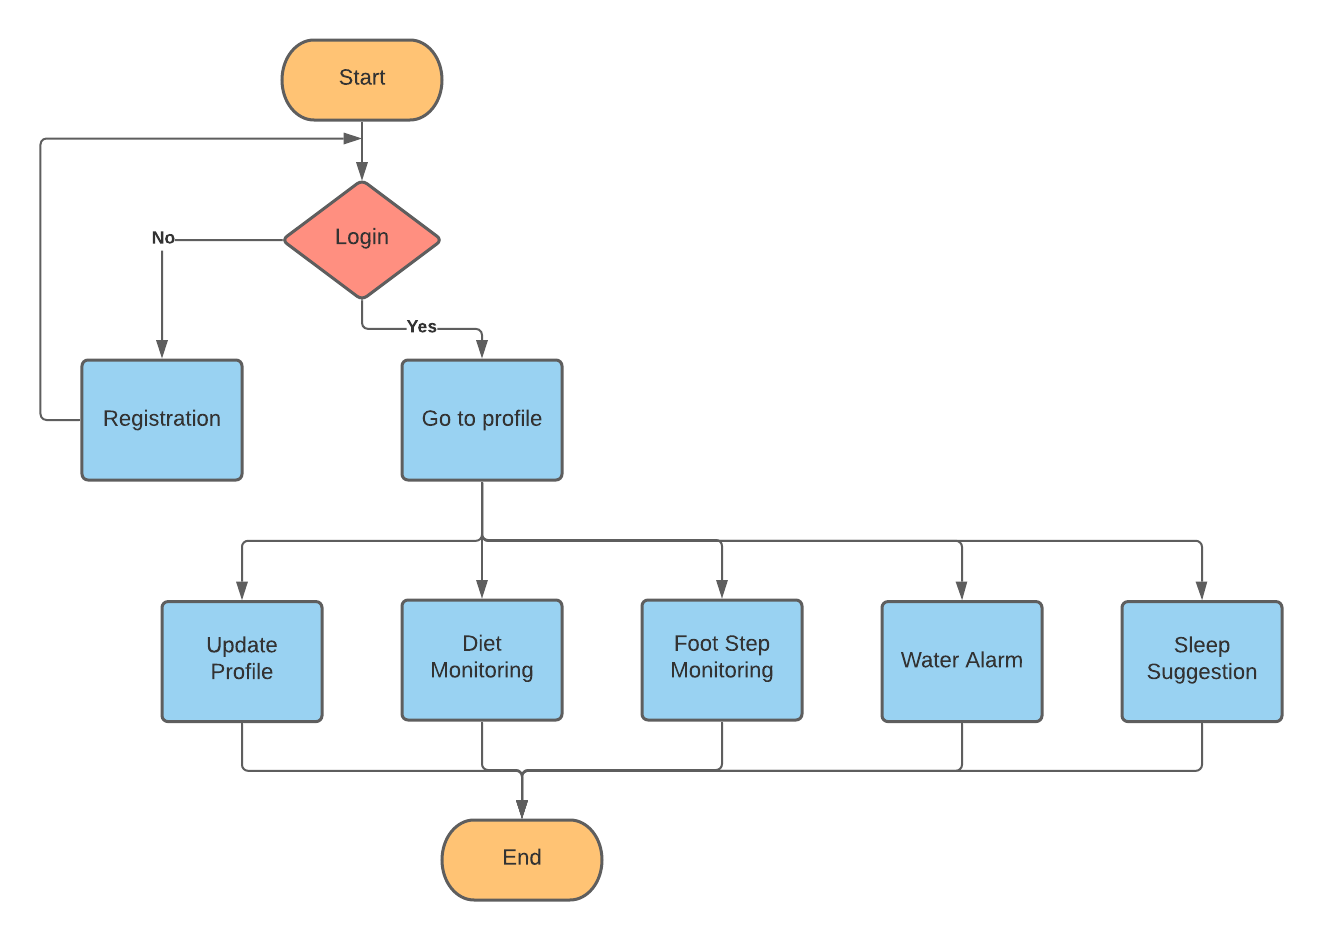 Start
Login
No
Yes
Registration
Go to profile
Update
Profile
Diet
Monitoring
Foot Step
Monitoring
Water Alarm
Sleep
Suggestion
End